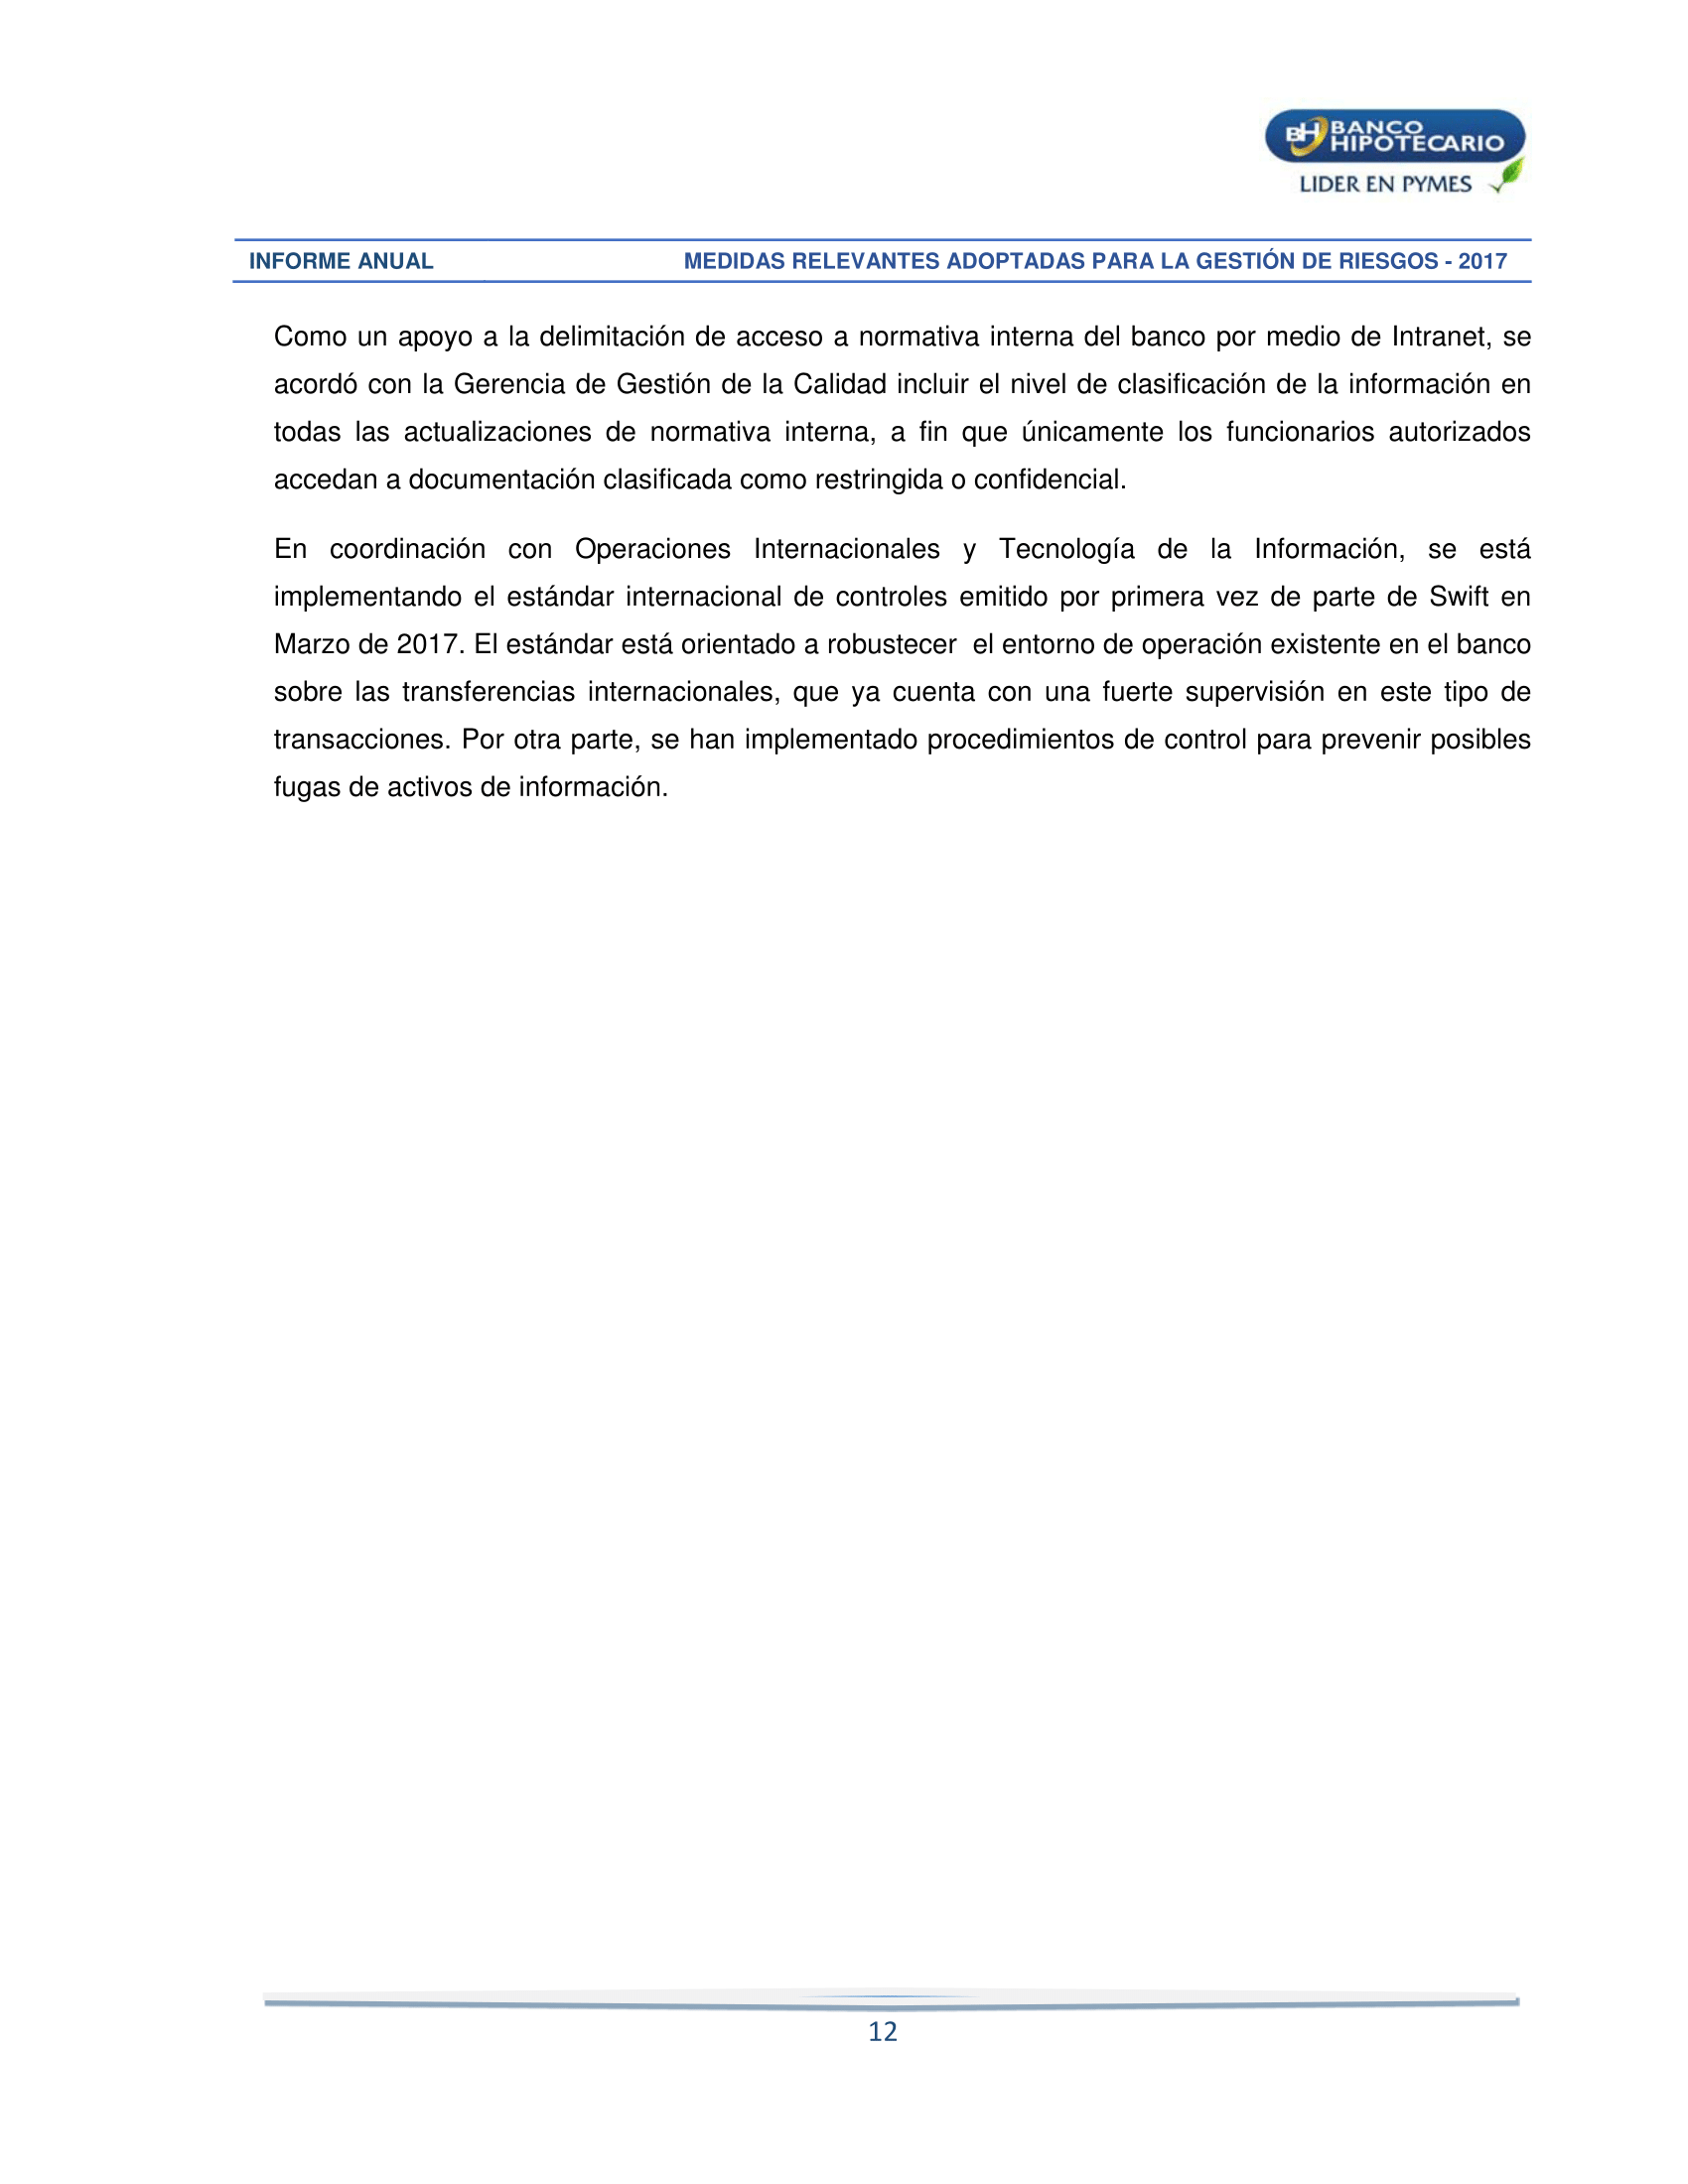 BH BANCO
HIPOTECARIO
LIDER EN PYMES
INFORME ANUAL MEDIDAS RELEVANTES ADOPTADAS PARA LA GESTIÓN DE RIESGOS - 2017
Como un apoyo a la delimitación de acceso a normativa interna del banco por medio de Intranet, se
acordó con la Gerencia de Gestión de la Calidad incluir el nivel de clasificación de la información en
todas las actualizaciones de normativa interna, a fin que únicamente los funcionarios autorizados
accedan a documentación clasificada como restringida o confidencial.
En coordinación con Operaciones Internacionales y Tecnología de la Información, se está
implementando el estándar internacional de controles emitido por primera vez de parte de Swift en
Marzo de 2017. El estándar está orientado a robustecer  el entorno de operación existente en el banco
sobre las transferencias internacionales, que ya cuenta con una fuerte supervisión en este tipo de
transacciones. Por otra parte, se han implementado procedimientos de control para prevenir posibles
fugas de activos de información.
12